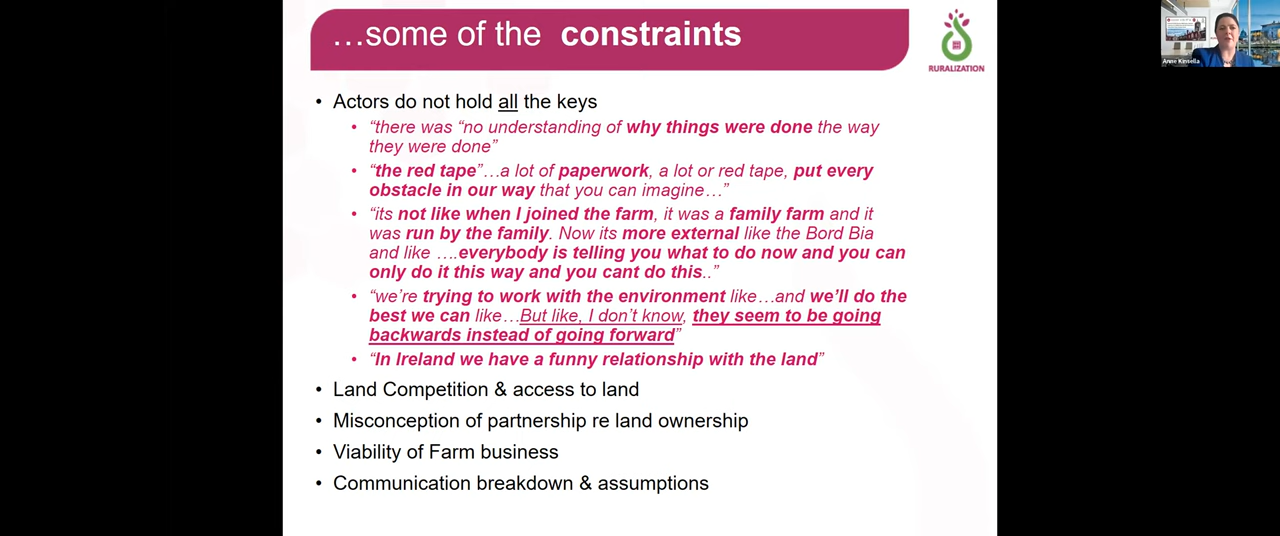 …some of the constraints
RURALIZATION
Anne Kinsella
• Actors do not hold all the keys
• “there was “no understanding of why things were done the way
they were done”
• “the red tape”…a lot of paperwork, a lot or red tape, put every
obstacle in our way that you can imagine…”
• “its not like when I joined the farm, it was a family farm and it
was run by the family. Now its more external like the Bord Bia
and like ….everybody is telling you what to do now and you can
only do it this way and you cant do this..”
• “we’re trying to work with the environment like…and we’ll do the
best we can like…But like, I don’t know, they seem to be going
backwards instead of going forward”
• “In Ireland we have a funny relationship with the land”
• Land Competition & access to land
• Misconception of partnership re land ownership
• Viability of Farm business
• Communication breakdown & assumptions